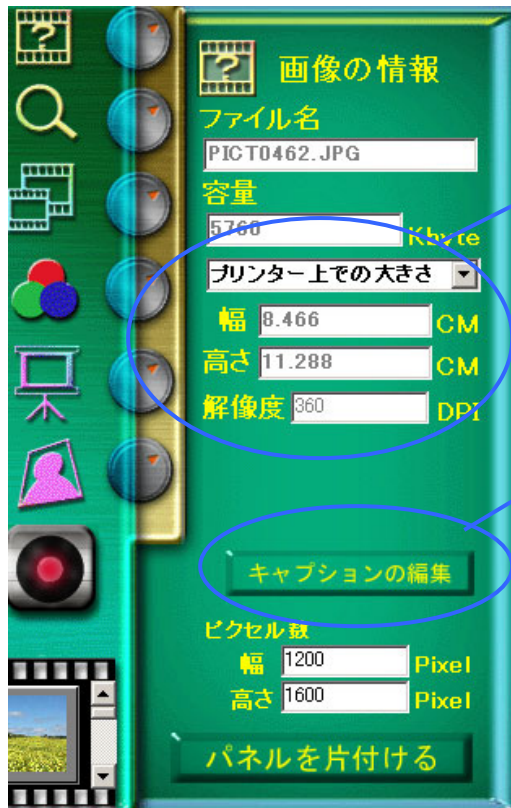 画像の情報
ファイル名
PICT0462.JPG
容量
5760 Kbyte
プリンター上での大きさ
幅 8.466 CM
高さ 11.288 CM
解像度 360 DPI
キャプションの編集
ピクセル数
幅 1200 Pixel
高さ 1600 Pixel
パネルを片付ける